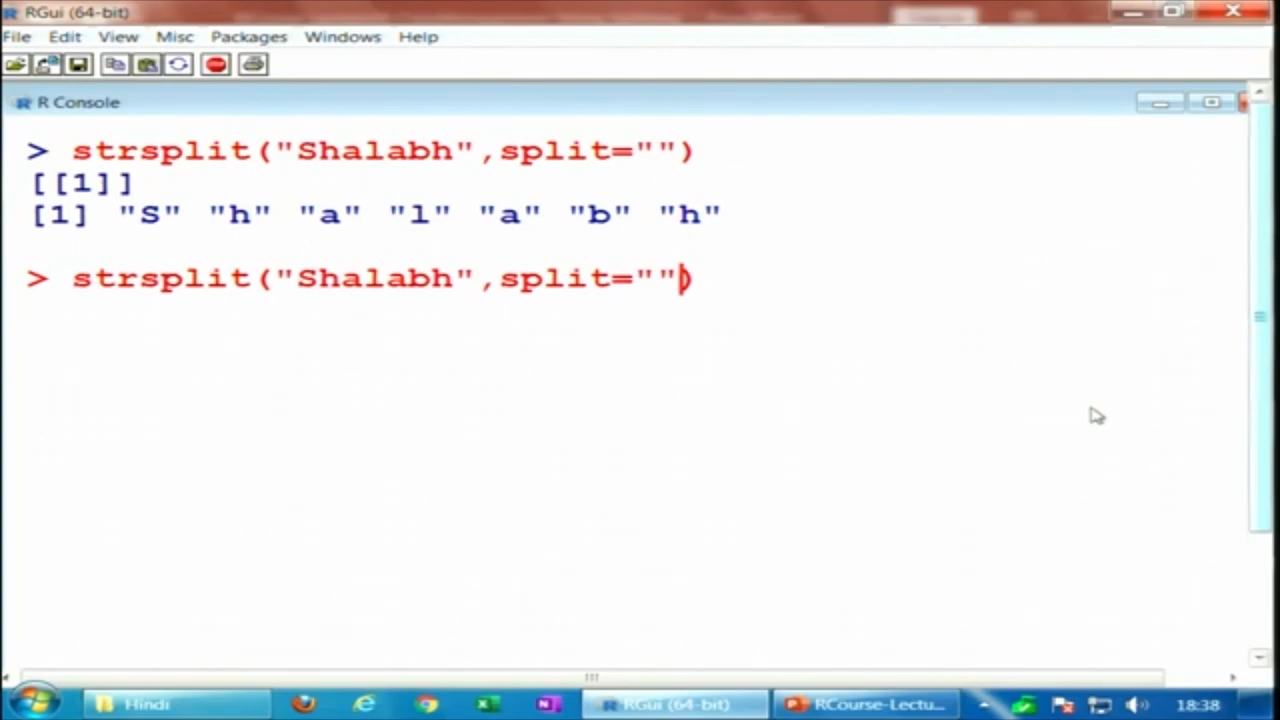 RGui (64-bit)
File Edit View Misc Packages Windows Help
STOP
R Console
> strsplit("Shalabh",split="")
[[1]]
[1] "S" "h" "a" "l" "a" "b" "h"
> strsplit("Shalabh",split="")
Hindi
RGui (64-bit)
RCourse-Lectu...
18:38